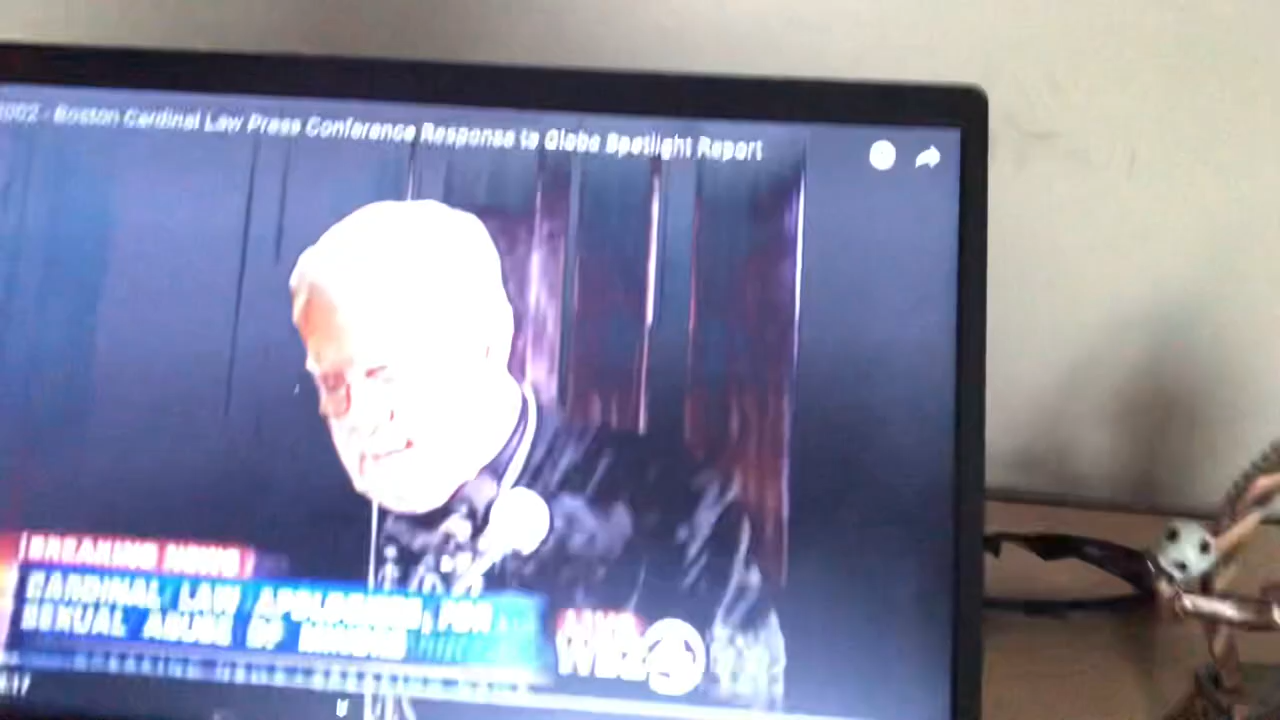 2002 - Boston Cardinal Law Press Conference Response to Globe Spotlight Report
BREAKING NEWS
CARDINAL LAW APOLOGIZES FOR
SEXUAL ABUSE OF MINORS
LIVE
WBZ